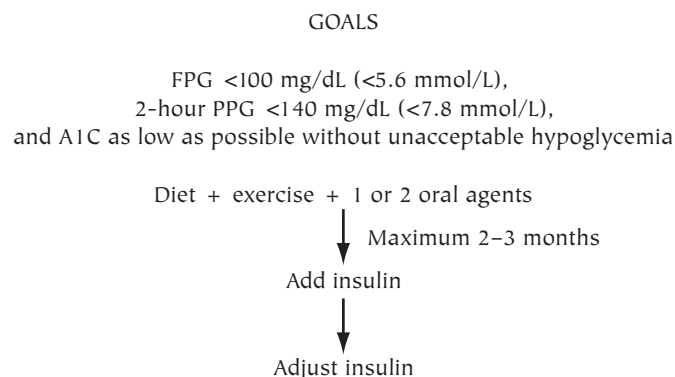 GOALS
FPG <100 mg/dL (<5.6 mmol/L),
2-hour PPG <140 mg/dL (<7.8 mmol/L),
and A1C as low as possible without unacceptable hypoglycemia
Diet + exercise + 1 or 2 oral agents
Maximum 2–3 months
Add insulin
Adjust insulin